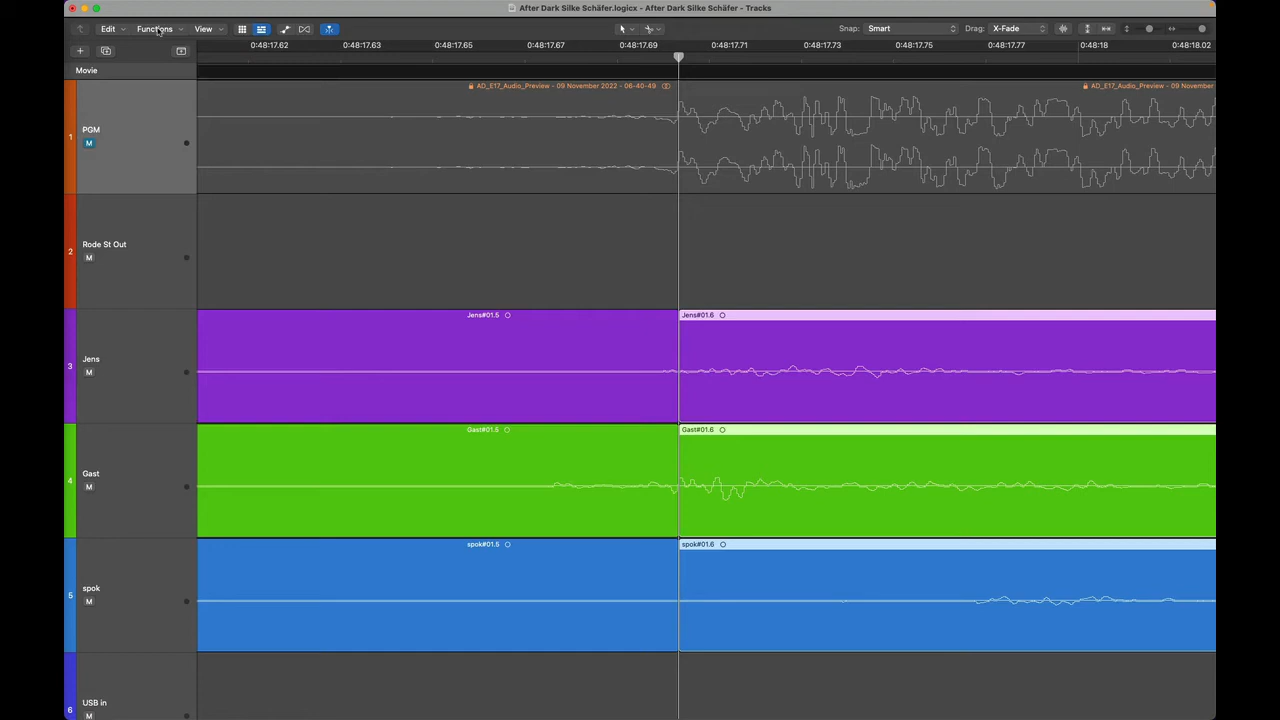 After Dark Silke Schäfer.logicx - After Dark Silke Schäfer - Tracks
Edit Functions View Snap: Smart Drag: X-Fade
0:48:17.62 0:48:17.63 0:48:17.65 0:48:17.67 0:48:17.69 0:48:17.71 0:48:17.73 0:48:17.75 0:48:17.77 0:48:18 0:48:18.02
Movie
AD_E17_Audio_Preview - 09 November 2022 - 06-40-49 AD_E17_Audio_Preview - 09 November
1 PGM
M
2 Rode St Out
M
Jens#01.5 Jens#01.6
3 Jens
M
Gast#01.5 Gast#01.6
4 Gast
M
spok#01.5 spok#01.6
5 spok
M
6 USB in
M